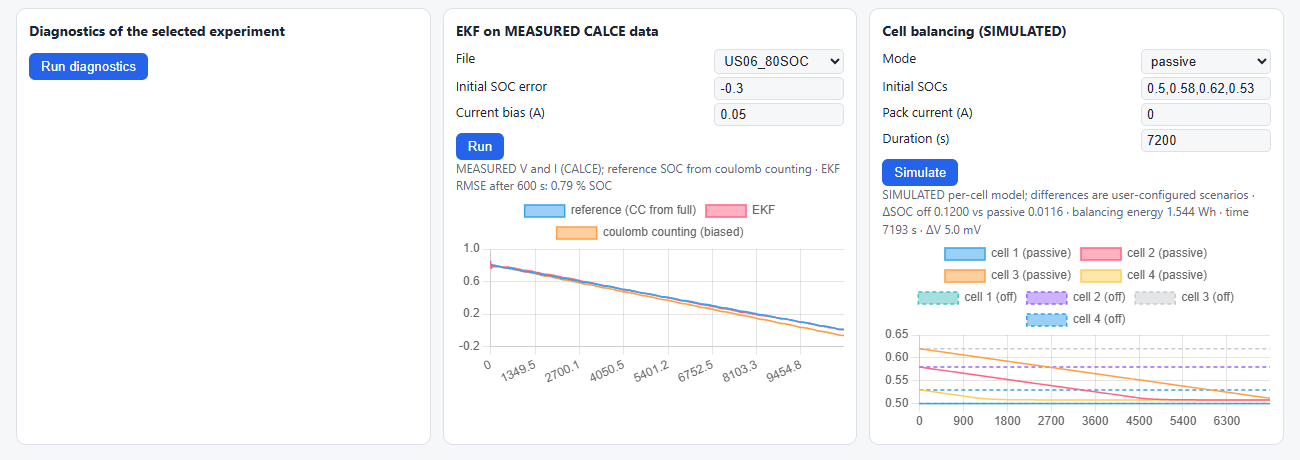 Diagnostics of the selected experiment
Run diagnostics
EKF on MEASURED CALCE data
File
US06_80SOC
Initial SOC error
-0.3
Current bias (A)
0.05
Run
MEASURED V and I (CALCE); reference SOC from coulomb counting · EKF
RMSE after 600 s: 0.79 % SOC
reference (CC from full)
EKF
coulomb counting (biased)
1.0
0.6
0.2
-0.2
0
1349.5
2700.1
4050.5
5401.2
6752.5
8103.3
9454.8
Cell balancing (SIMULATED)
Mode
passive
Initial SOCs
0.5,0.58,0.62,0.53
Pack current (A)
0
Duration (s)
7200
Simulate
SIMULATED per-cell model; differences are user-configured scenarios ·
ΔSOC off 0.1200 vs passive 0.0116 · balancing energy 1.544 Wh · time
7193 s · ΔV 5.0 mV
cell 1 (passive)
cell 2 (passive)
cell 3 (passive)
cell 4 (passive)
cell 1 (off)
cell 2 (off)
cell 3 (off)
cell 4 (off)
0.65
0.60
0.55
0.50
0
900
1800
2700
3600
4500
5400
6300